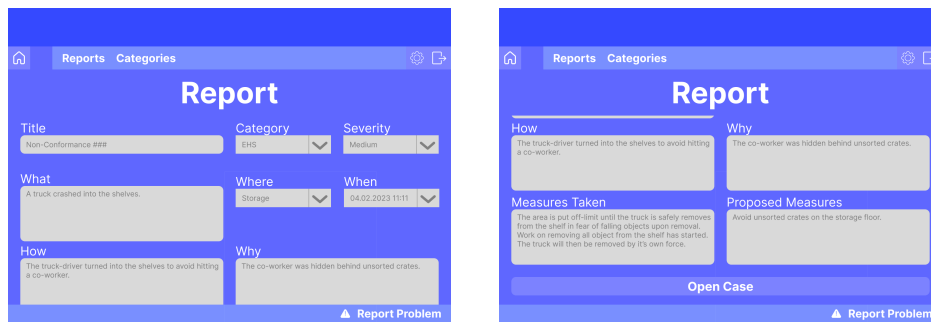 Reports Categories
Report
Title
Category
Severity
Non-Conformance ###
EHS
Medium
What
Where
When
A truck crashed into the shelves.
Storage
04.02.2023 11:11
How
Why
The truck-driver turned into the shelves to avoid hitting
a co-worker.
The co-worker was hidden behind unsorted crates.
Report Problem
Reports Categories
Report
How
Why
The truck-driver turned into the shelves to avoid hitting
a co-worker.
The co-worker was hidden behind unsorted crates.
Measures Taken
Proposed Measures
The area is put off-limit until the truck is safely removes
from the shelf in fear of falling objects upon removal.
Work on removing all object from the shelf has started.
The truck will then be removed by it's own force.
Avoid unsorted crates on the storage floor.
Open Case
Report Problem